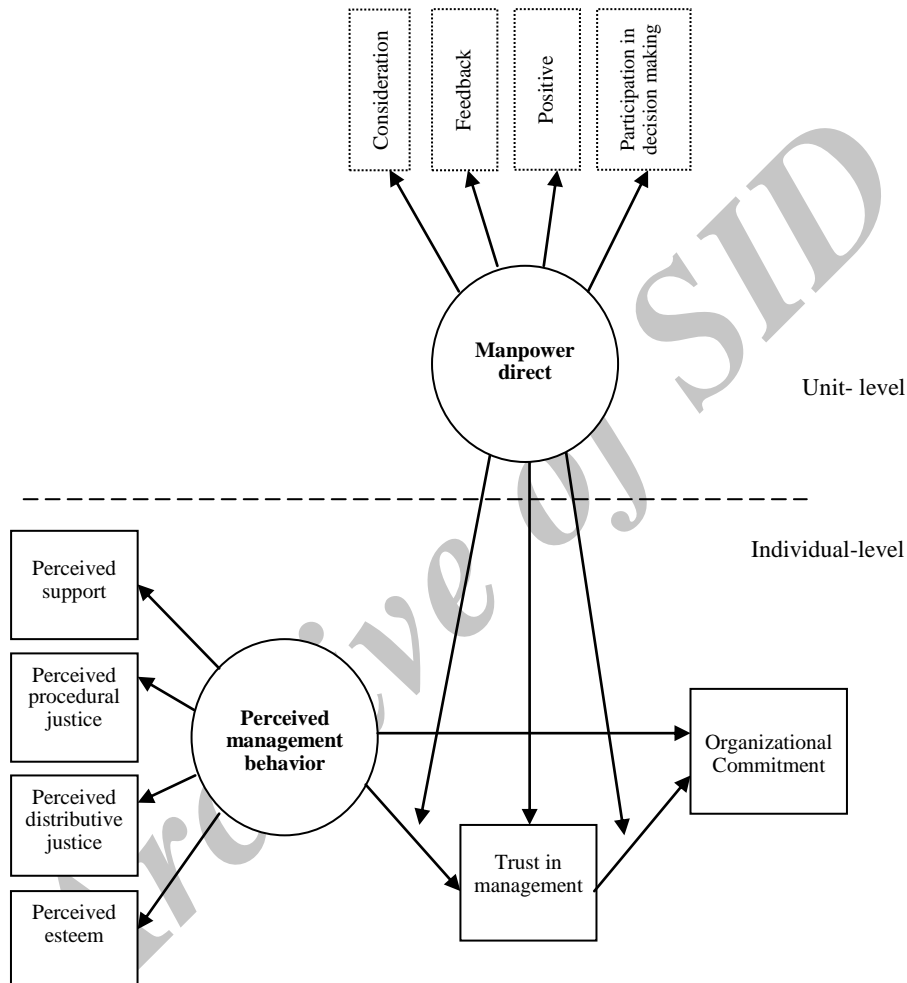 Consideration
Feedback
Positive
Participation in
decision making
Manpower
direct
Unit- level
Individual-level
Perceived
support
Perceived
procedural
justice
Perceived
distributive
justice
Perceived
esteem
Perceived
management
behavior
Organizational
Commitment
Trust in
management
Archive of SID